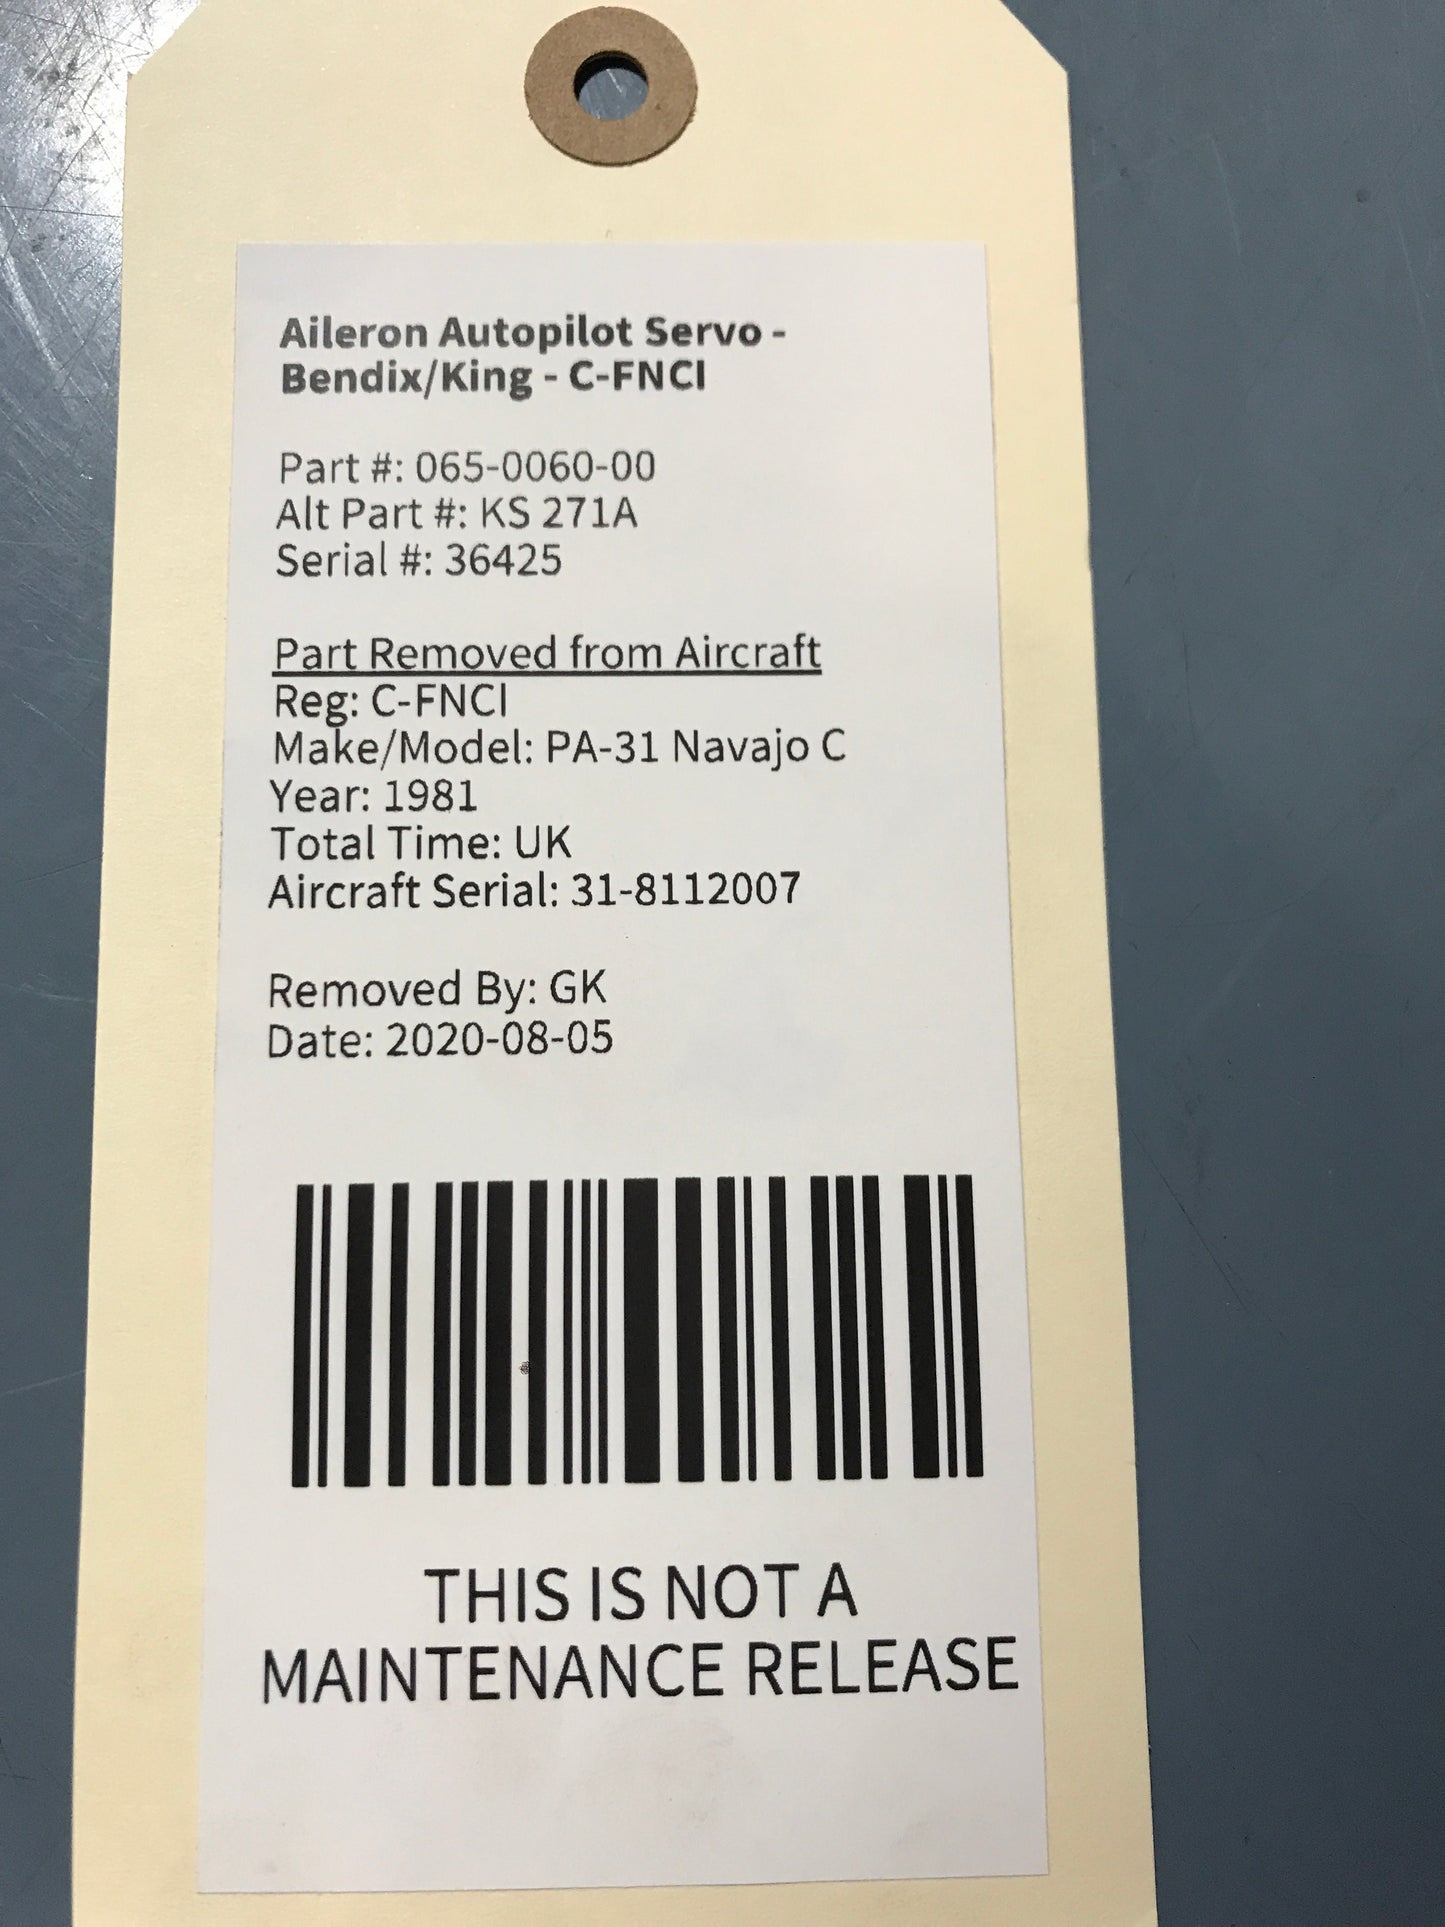 Aileron Autopilot Servo -
Bendix/King - C-FNCI
Part #: 065-0060-00
Alt Part #: KS 271A
Serial #: 36425
Part Removed from Aircraft
Reg: C-FNCI
Make/Model: PA-31 Navajo C
Year: 1981
Total Time: UK
Aircraft Serial: 31-8112007
Removed By: GK
Date: 2020-08-05
THIS IS NOT A
MAINTENANCE RELEASE